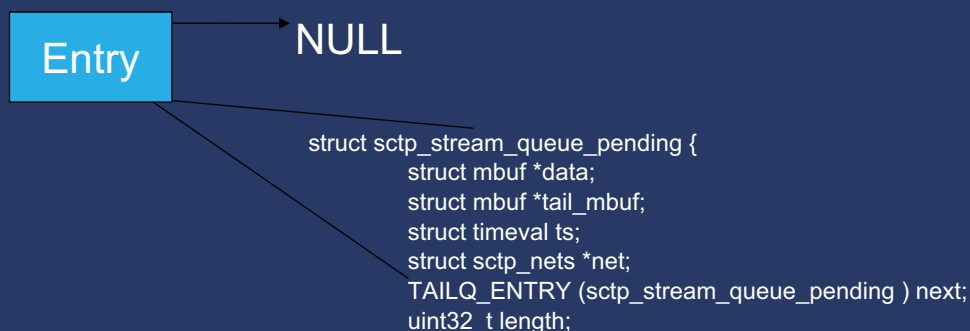 Entry
NULL
struct sctp_stream_queue_pending {
struct mbuf *data;
struct mbuf *tail_mbuf;
struct timeval ts;
struct sctp_nets *net;
TAILQ_ENTRY (sctp_stream_queue_pending ) next;
uint32_t length;